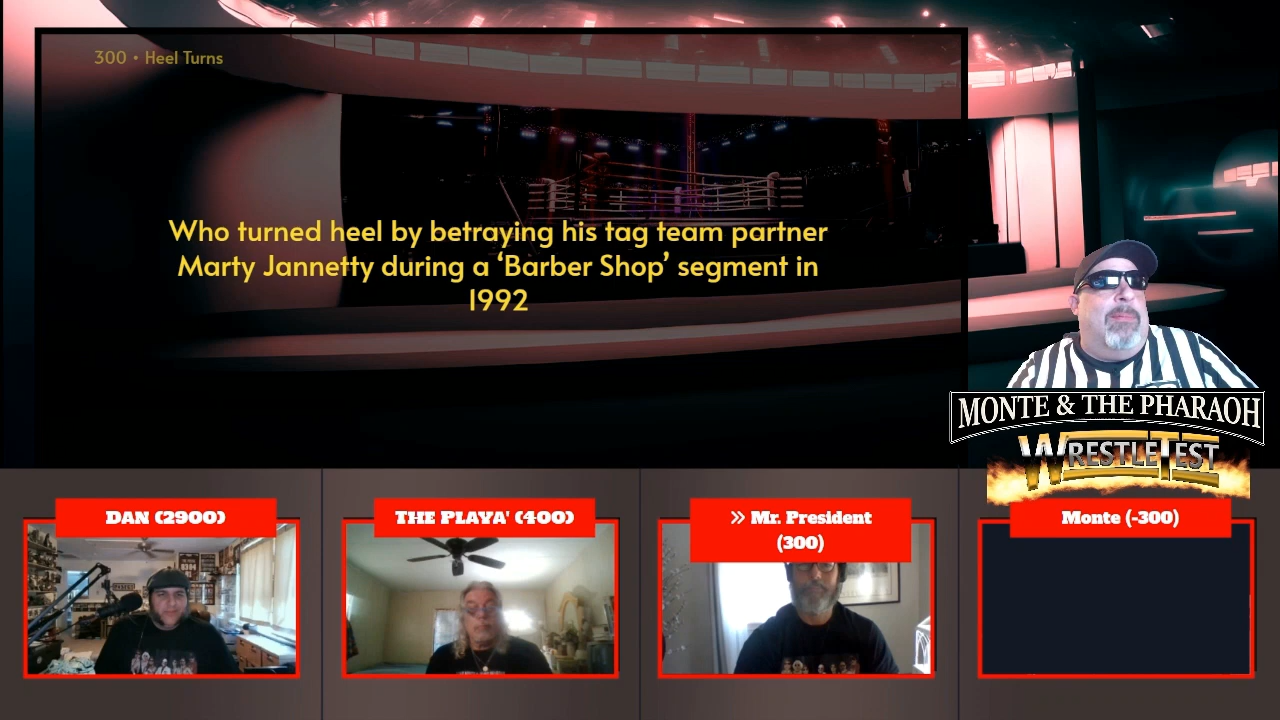 300 • Heel Turns
Who turned heel by betraying his tag team partner
Marty Jannetty during a ‘Barber Shop’ segment in
1992
MONTE & THE PHARAOH
WRESTLETEST
DAN (2900)
THE PLAYA' (400)
» Mr. President
(300)
Monte (-300)